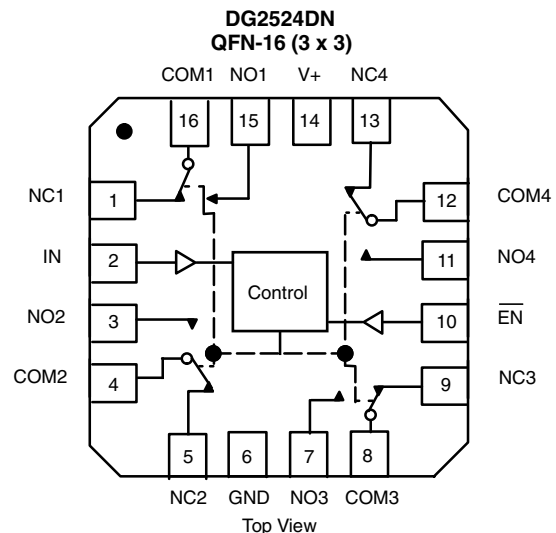 DG2524DN
QFN-16 (3 x 3)
COM1 NO1 V+ NC4
16 15 14 13
NC1 1 12 COM4
IN 2 11 NO4
Control
NO2 3 10 E̅N̅
COM2 4 9 NC3
5 6 7 8
NC2 GND NO3 COM3
Top View